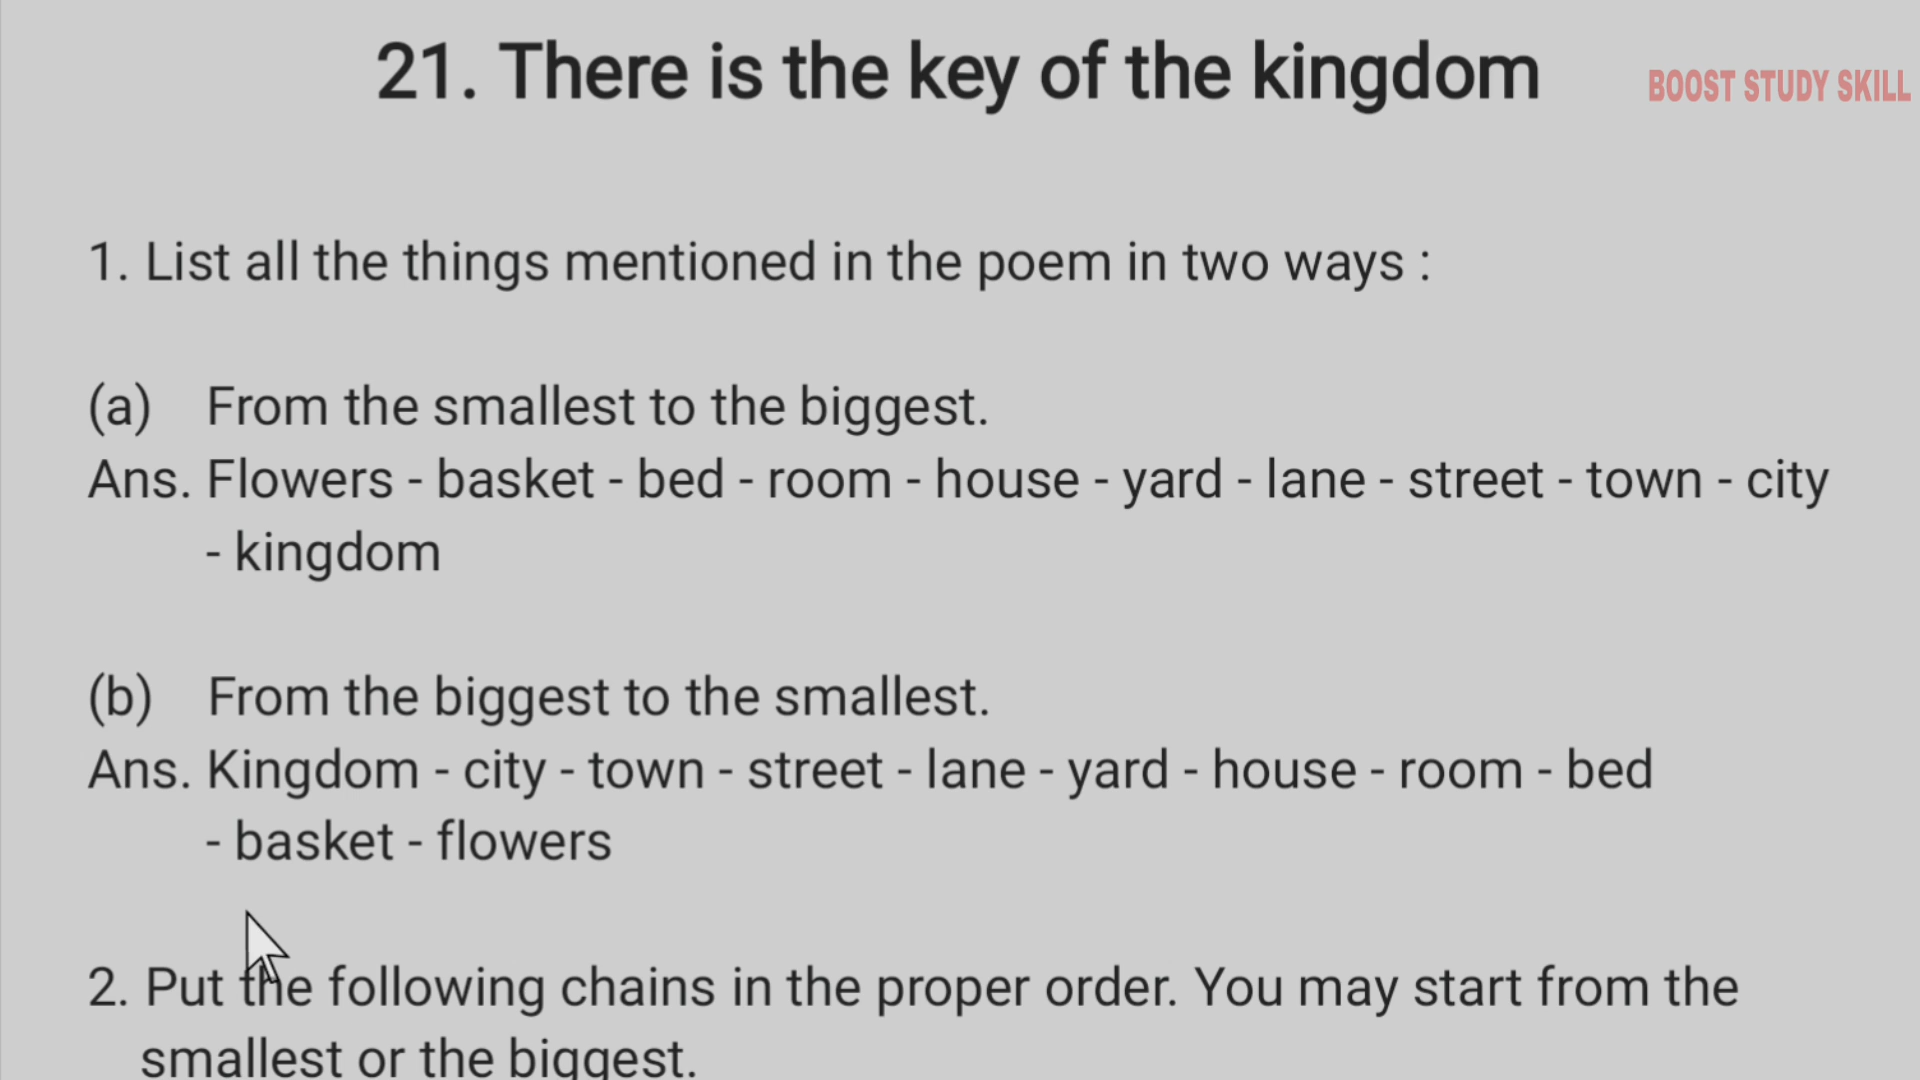 21. There is the key of the kingdom
BOOST STUDY SKILL
1. List all the things mentioned in the poem in two ways :
(a) From the smallest to the biggest.
Ans. Flowers - basket - bed - room - house - yard - lane - street - town - city
- kingdom
(b) From the biggest to the smallest.
Ans. Kingdom - city - town - street - lane - yard - house - room - bed
- basket - flowers
2. Put the following chains in the proper order. You may start from the
smallest or the biggest.